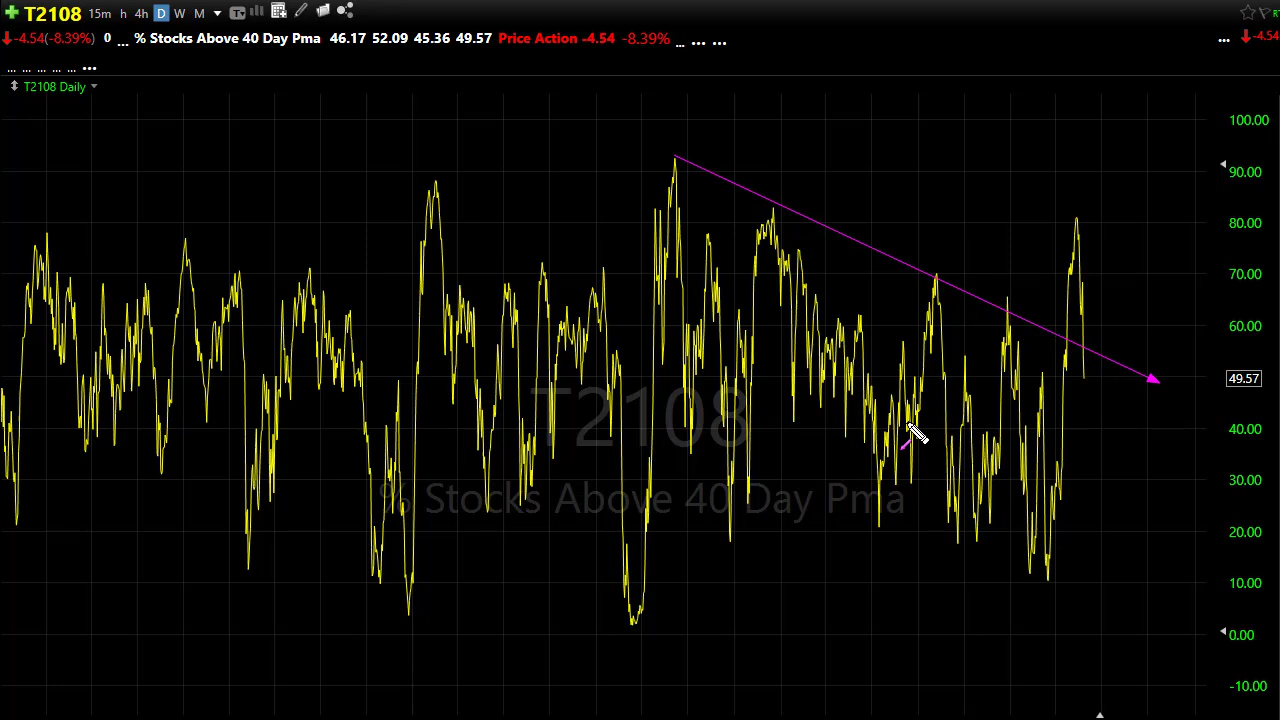 T2108 15m h 4h D W M T
-4.54(-8.39%) 0 ... % Stocks Above 40 Day Pma 46.17 52.09 45.36 49.57 Price Action -4.54 -8.39% ... ... ... ... -4.54
... ... ... ... ... ...
T2108 Daily
100.00
90.00
80.00
70.00
60.00
49.57
40.00
30.00
20.00
10.00
0.00
-10.00
T2108
% Stocks Above 40 Day Pma